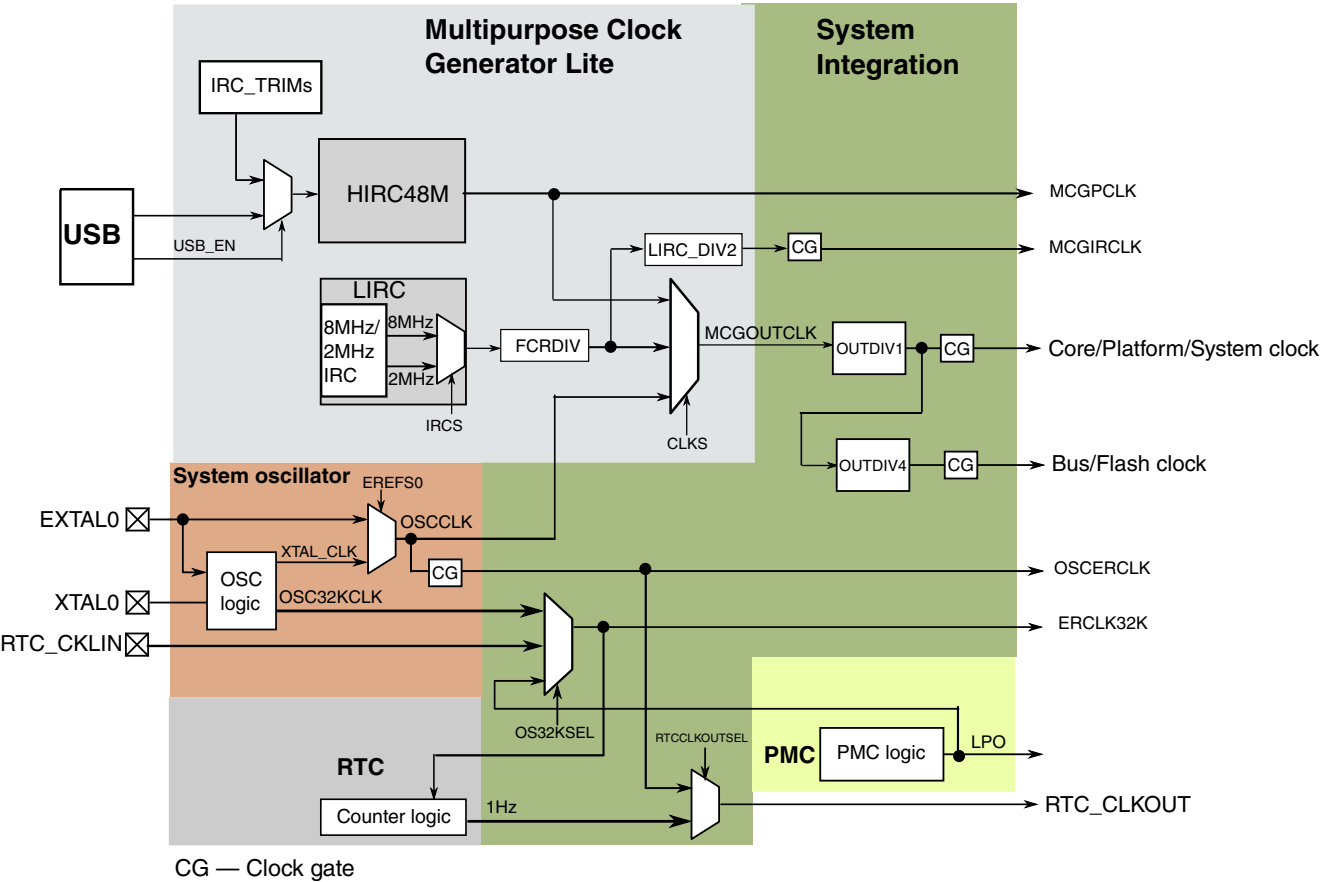 Multipurpose Clock
Generator Lite
System
Integration
IRC_TRIMs
HIRC48M
MCGPCLK
USB
USB_EN
LIRC_DIV2
CG
MCGIRCLK
LIRC
8MHz/
2MHz
IRC
8MHz
2MHz
IRCS
FCRDIV
MCGOUTCLK
CLKS
OUTDIV1
CG
Core/Platform/System clock
OUTDIV4
CG
Bus/Flash clock
System oscillator
EREFS0
EXTAL0
OSCCLK
XTAL_CLK
CG
OSCERCLK
OSC
logic
XTAL0
OSC32KCLK
ERCLK32K
RTC_CKLIN
OS32KSEL
RTCCLKOUTSEL
PMC
PMC logic
LPO
RTC
Counter logic
1Hz
RTC_CLKOUT
CG — Clock gate